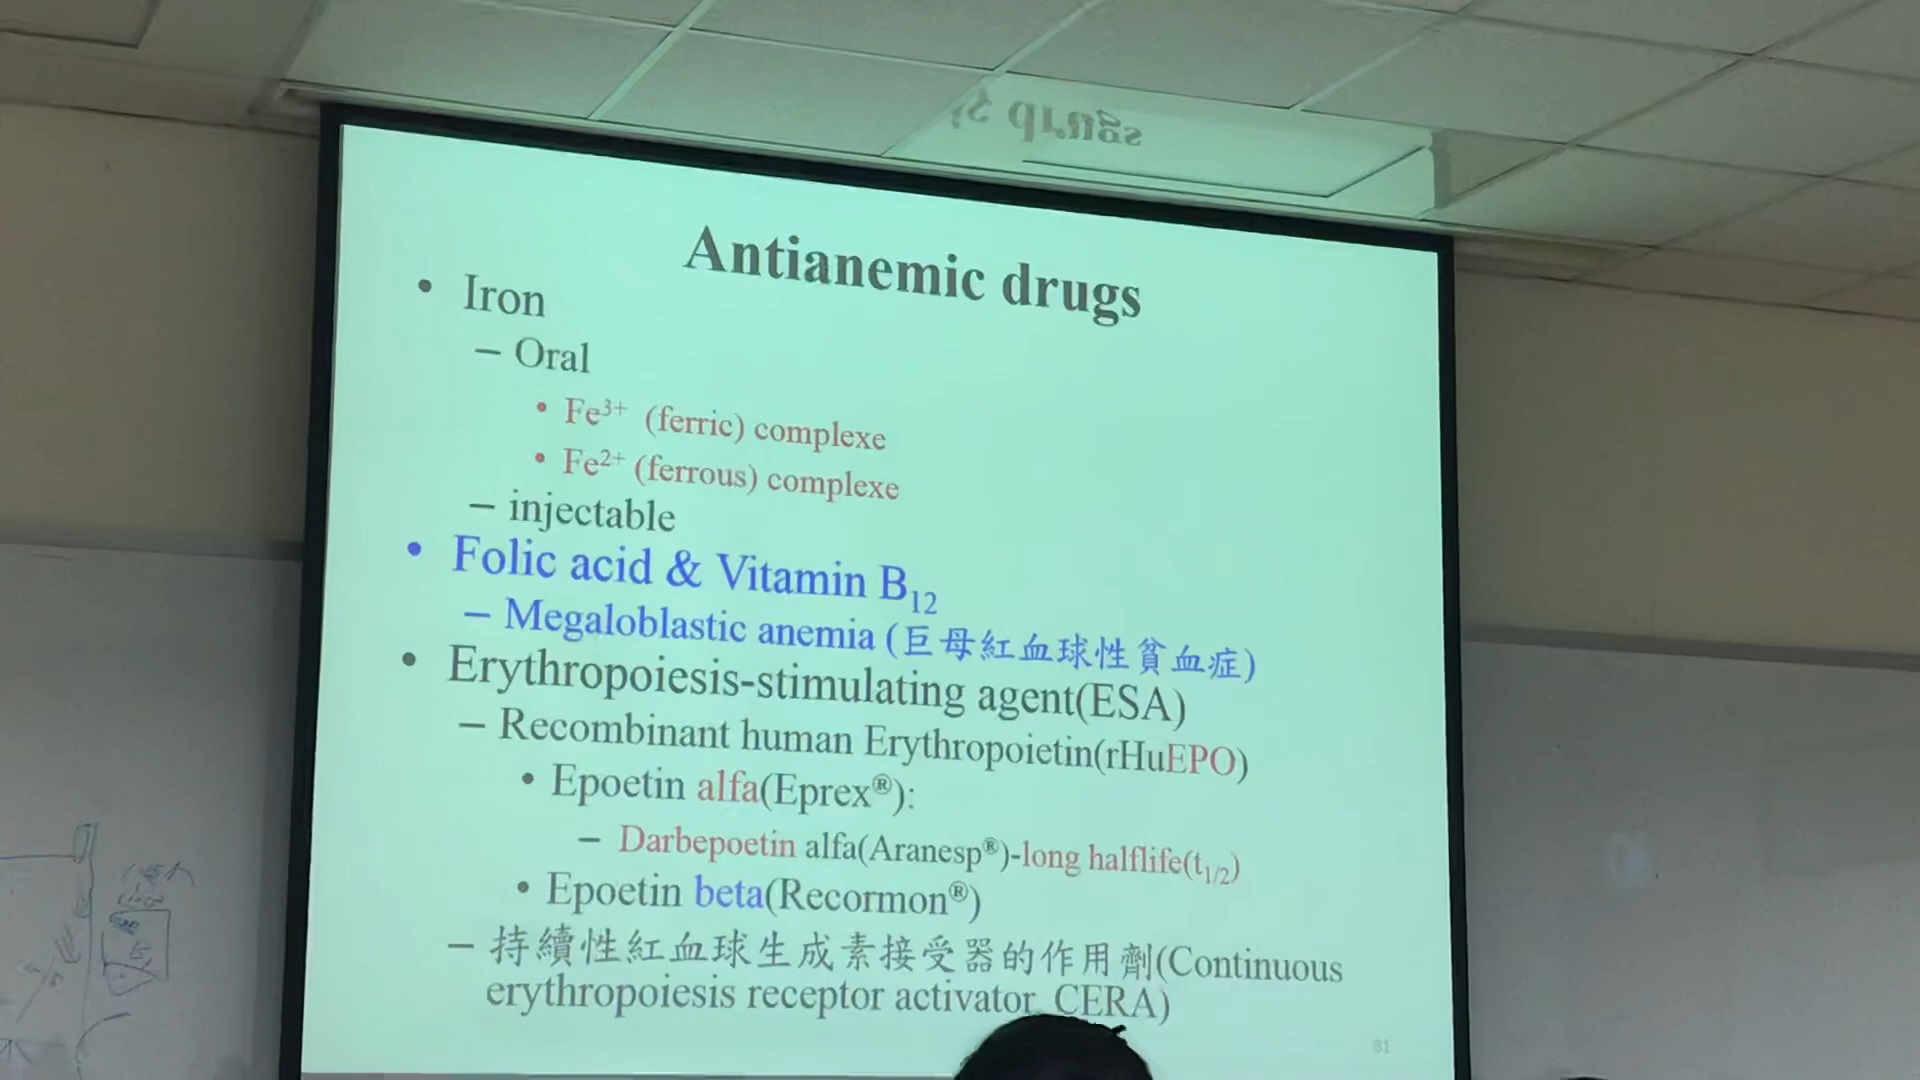 Antianemic drugs
• Iron
– Oral
• Fe³⁺ (ferric) complexe
• Fe²⁺ (ferrous) complexe
– injectable
• Folic acid & Vitamin B₁₂
– Megaloblastic anemia (巨母紅血球性貧血症)
• Erythropoiesis-stimulating agent(ESA)
– Recombinant human Erythropoietin(rHuEPO)
• Epoetin alfa(Eprex®):
– Darbepoetin alfa(Aranesp®)-long halflife(t₁/₂)
• Epoetin beta(Recormon®)
– 持續性紅血球生成素接受器的作用劑(Continuous
erythropoiesis receptor activator, CERA)
81